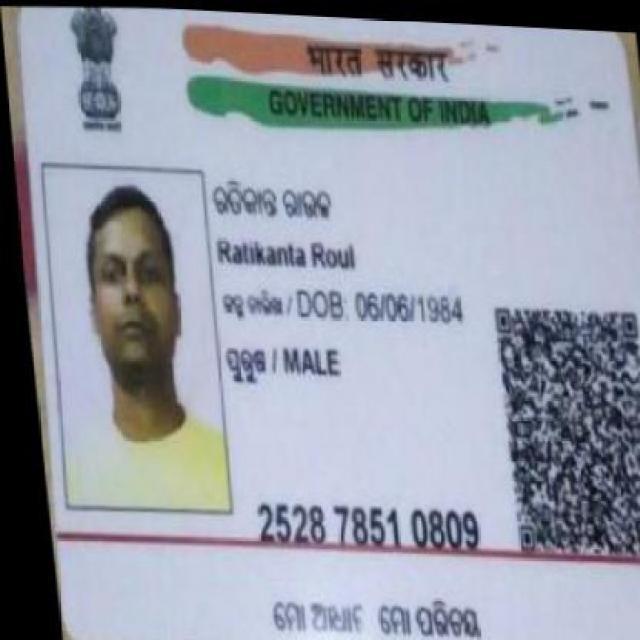 भारत सरकार
GOVERNMENT OF INDIA
ରତିକାନ୍ତ ରାଉଳ
Ratikanta Roul
ଜନ୍ମ ତାରିଖ / DOB: 06/06/1984
ପୁରୁଷ / MALE
2528 7851 0809
ମୋ ଆଧାର ମୋ ପରିଚୟ